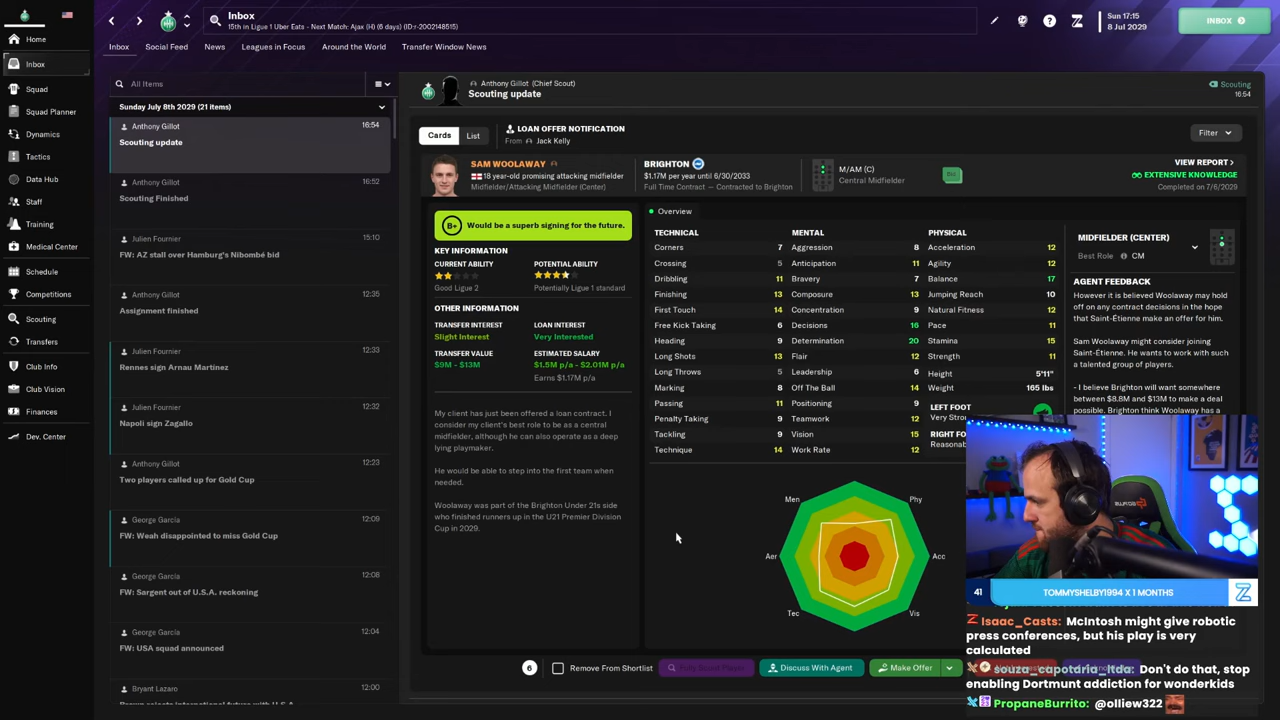 Inbox
15th in Ligue 1 Uber Eats - Next Match: Ajax (H) (6 days) (ID:r-2002148515)
Sun 17:15
8 Jul 2029
INBOX
Home
Inbox
Squad
Squad Planner
Dynamics
Tactics
Data Hub
Staff
Training
Medical Center
Schedule
Competitions
Scouting
Transfers
Club Info
Club Vision
Finances
Dev. Center
Inbox
Social Feed
News
Leagues in Focus
Around the World
Transfer Window News
All Items
Sunday July 8th 2029 (21 items)
Anthony Gillot 16:54
Scouting update
Anthony Gillot 16:52
Scouting Finished
Julien Fournier 15:10
FW: AZ stall over Hamburg's Nibombé bid
Anthony Gillot 12:35
Assignment finished
Julien Fournier 12:33
Rennes sign Arnau Martínez
Julien Fournier 12:32
Napoli sign Zagallo
Anthony Gillot 12:23
Two players called up for Gold Cup
George García 12:09
FW: Weah disappointed to miss Gold Cup
George García 12:08
FW: Sargent out of U.S.A. reckoning
George García 12:04
FW: USA squad announced
Bryant Lazaro 12:00
Anthony Gillot (Chief Scout)
Scouting update
Scouting
16:54
Cards
List
LOAN OFFER NOTIFICATION
From Jack Kelly
Filter
SAM WOOLAWAY
18 year-old promising attacking midfielder
Midfielder/Attacking Midfielder (Center)
BRIGHTON
$1.17M per year until 6/30/2033
Full Time Contract - Contracted to Brighton
M/AM (C)
Central Midfielder
VIEW REPORT
EXTENSIVE KNOWLEDGE
Completed on 7/6/2029
B+ Would be a superb signing for the future.
KEY INFORMATION
CURRENT ABILITY
Good Ligue 2
POTENTIAL ABILITY
Potentially Ligue 1 standard
OTHER INFORMATION
TRANSFER INTEREST
Slight Interest
LOAN INTEREST
Very Interested
TRANSFER VALUE
$9M - $13M
ESTIMATED SALARY
$1.5M p/a - $2.01M p/a
Earns $1.17M p/a
My client has just been offered a loan contract. I
consider my client's best role to be as a central
midfielder, although he can also operate as a deep
lying playmaker.
He would be able to step into the first team when
needed.
Woolaway was part of the Brighton Under 21s side
who finished runners up in the U21 Premier Division
Cup in 2029.
Overview
TECHNICAL
Corners 7
Crossing 5
Dribbling 11
Finishing 13
First Touch 14
Free Kick Taking 6
Heading 9
Long Shots 13
Long Throws 5
Marking 8
Passing 11
Penalty Taking 9
Tackling 9
Technique 14
MENTAL
Aggression 8
Anticipation 11
Bravery 7
Composure 13
Concentration 9
Decisions 16
Determination 20
Flair 12
Leadership 6
Off The Ball 14
Positioning 9
Teamwork 12
Vision 15
Work Rate 12
PHYSICAL
Acceleration 12
Agility 12
Balance 17
Jumping Reach 10
Natural Fitness 12
Pace 11
Stamina 15
Strength 11
Height 5'11"
Weight 165 lbs
LEFT FOOT
Very Stro
RIGHT FO
Reasonab
MIDFIELDER (CENTER)
Best Role CM
AGENT FEEDBACK
However it is believed Woolaway may hold
off on any contract decisions in the hope
that Saint-Étienne make an offer for him.
Sam Woolaway might consider joining
Saint-Étienne. He wants to work with such
a talented group of players.
- I believe Brighton will want somewhere
between $8.8M and $13M to make a deal
possible. Brighton think Woolaway has a
Men
Phy
Aer
Acc
Tec
Vis
6
Remove From Shortlist
Fully Scout Player
Discuss With Agent
Make Offer
41 TOMMYSHELBY1994 X 1 MONTHS
Isaac_Casts: McIntosh might give robotic
press conferences, but his play is very
calculated
Don't do that, stop
enabling Dortmunt addiction for wonderkids
PropaneBurrito: @olliew322